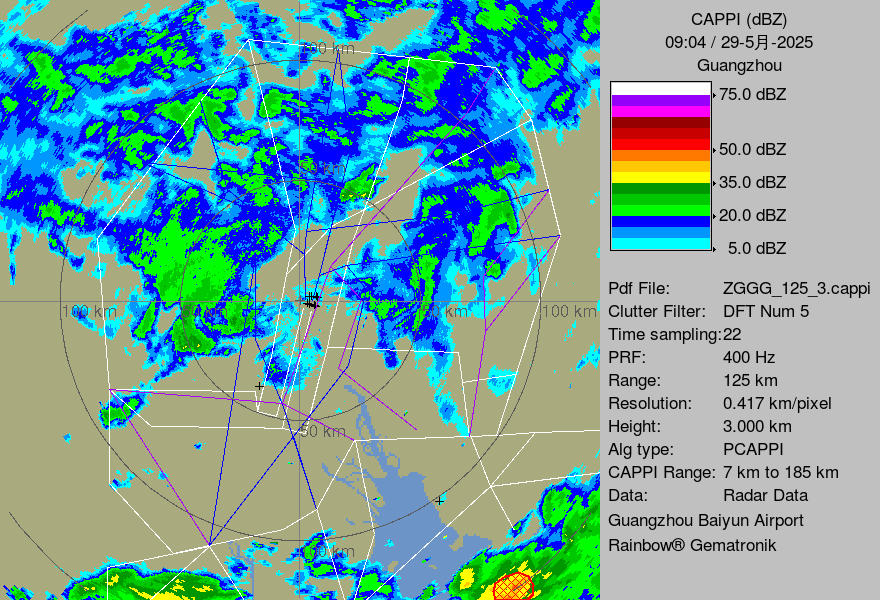 CAPPI (dBZ)
09:04 / 29-5月-2025
Guangzhou
75.0 dBZ
50.0 dBZ
35.0 dBZ
20.0 dBZ
5.0 dBZ
Pdf File: ZGGG_125_3.cappi
Clutter Filter: DFT Num 5
Time sampling:22
PRF: 400 Hz
Range: 125 km
Resolution: 0.417 km/pixel
Height: 3.000 km
Alg type: PCAPPI
CAPPI Range: 7 km to 185 km
Data: Radar Data
Guangzhou Baiyun Airport
Rainbow® Gematronik
100 km
50 km
100 km
50 km
100 km
50 km
100 km